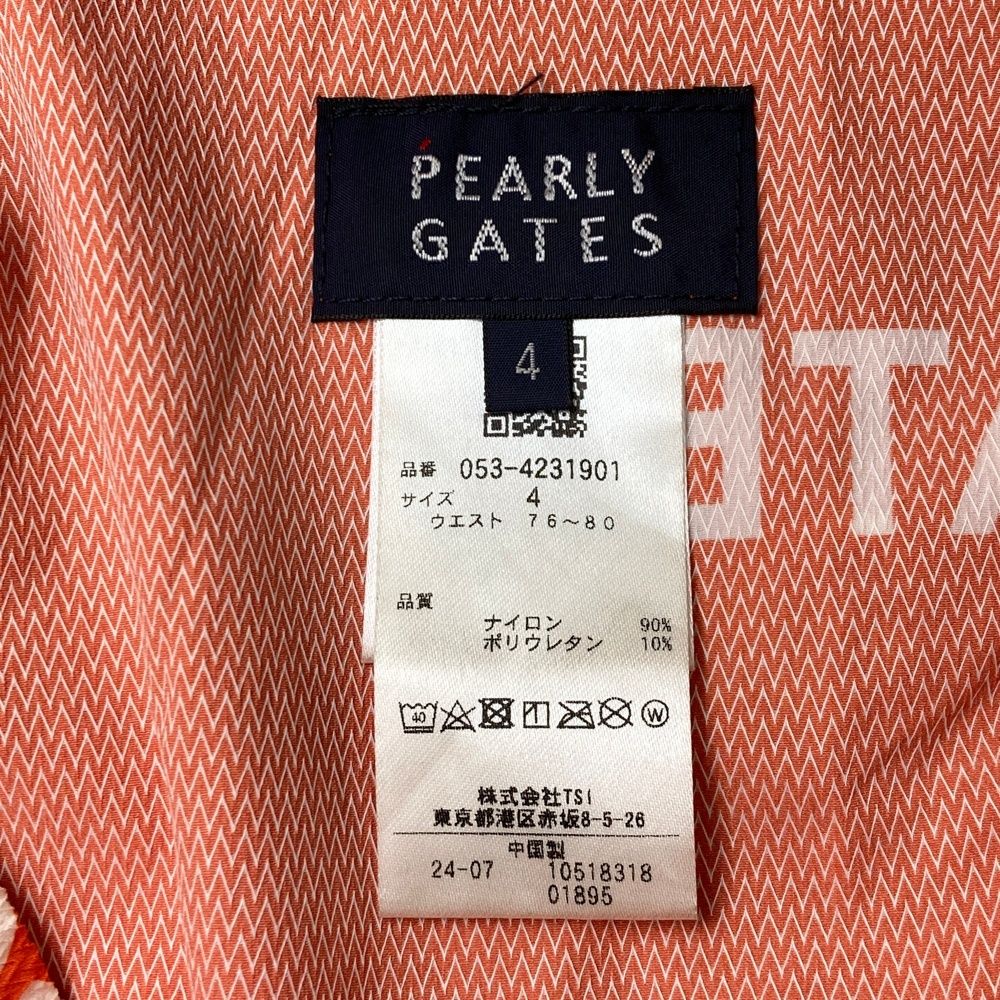 PEARLY
GATES
4
品番 053-4231901
サイズ 4
ウエスト 76～80
品質
ナイロン 90%
ポリウレタン 10%
40
W
株式会社TSI
東京都港区赤坂8-5-26
中国製
24-07 10518318
01895